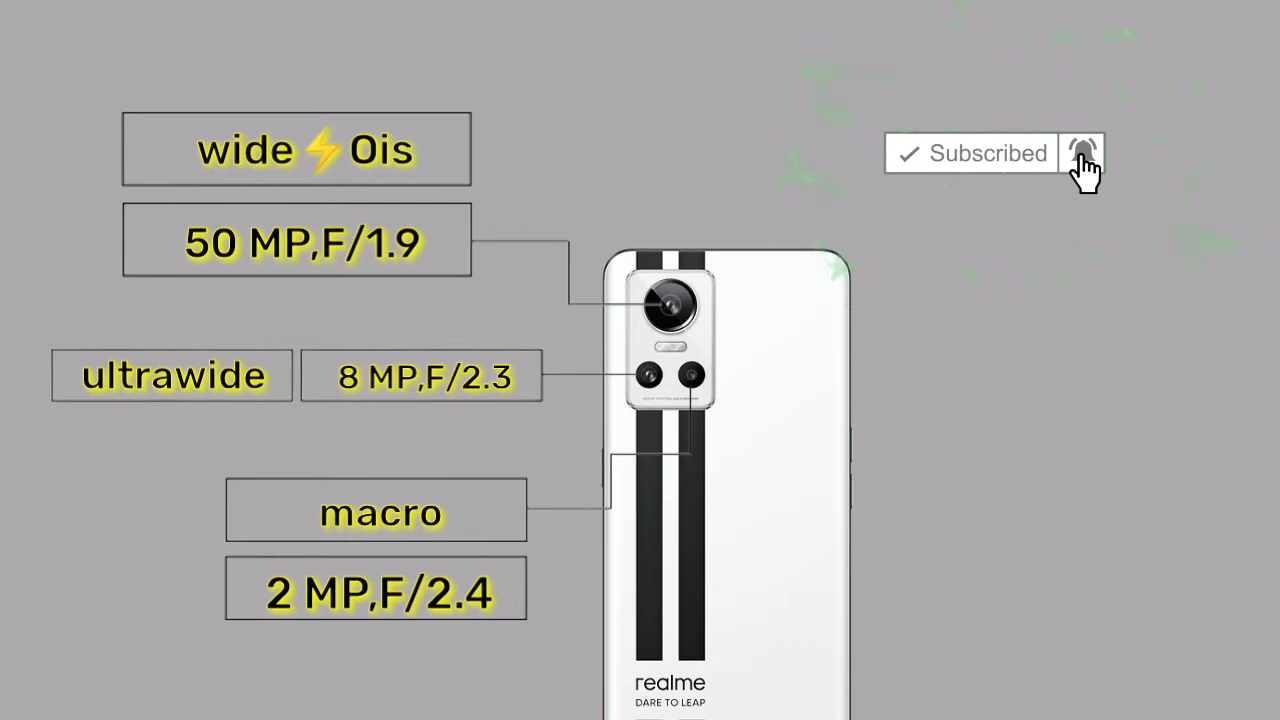 wide⚡Ois
50 MP,F/1.9
Subscribed
ultrawide
8 MP,F/2.3
macro
2 MP,F/2.4
realme
DARE TO LEAP